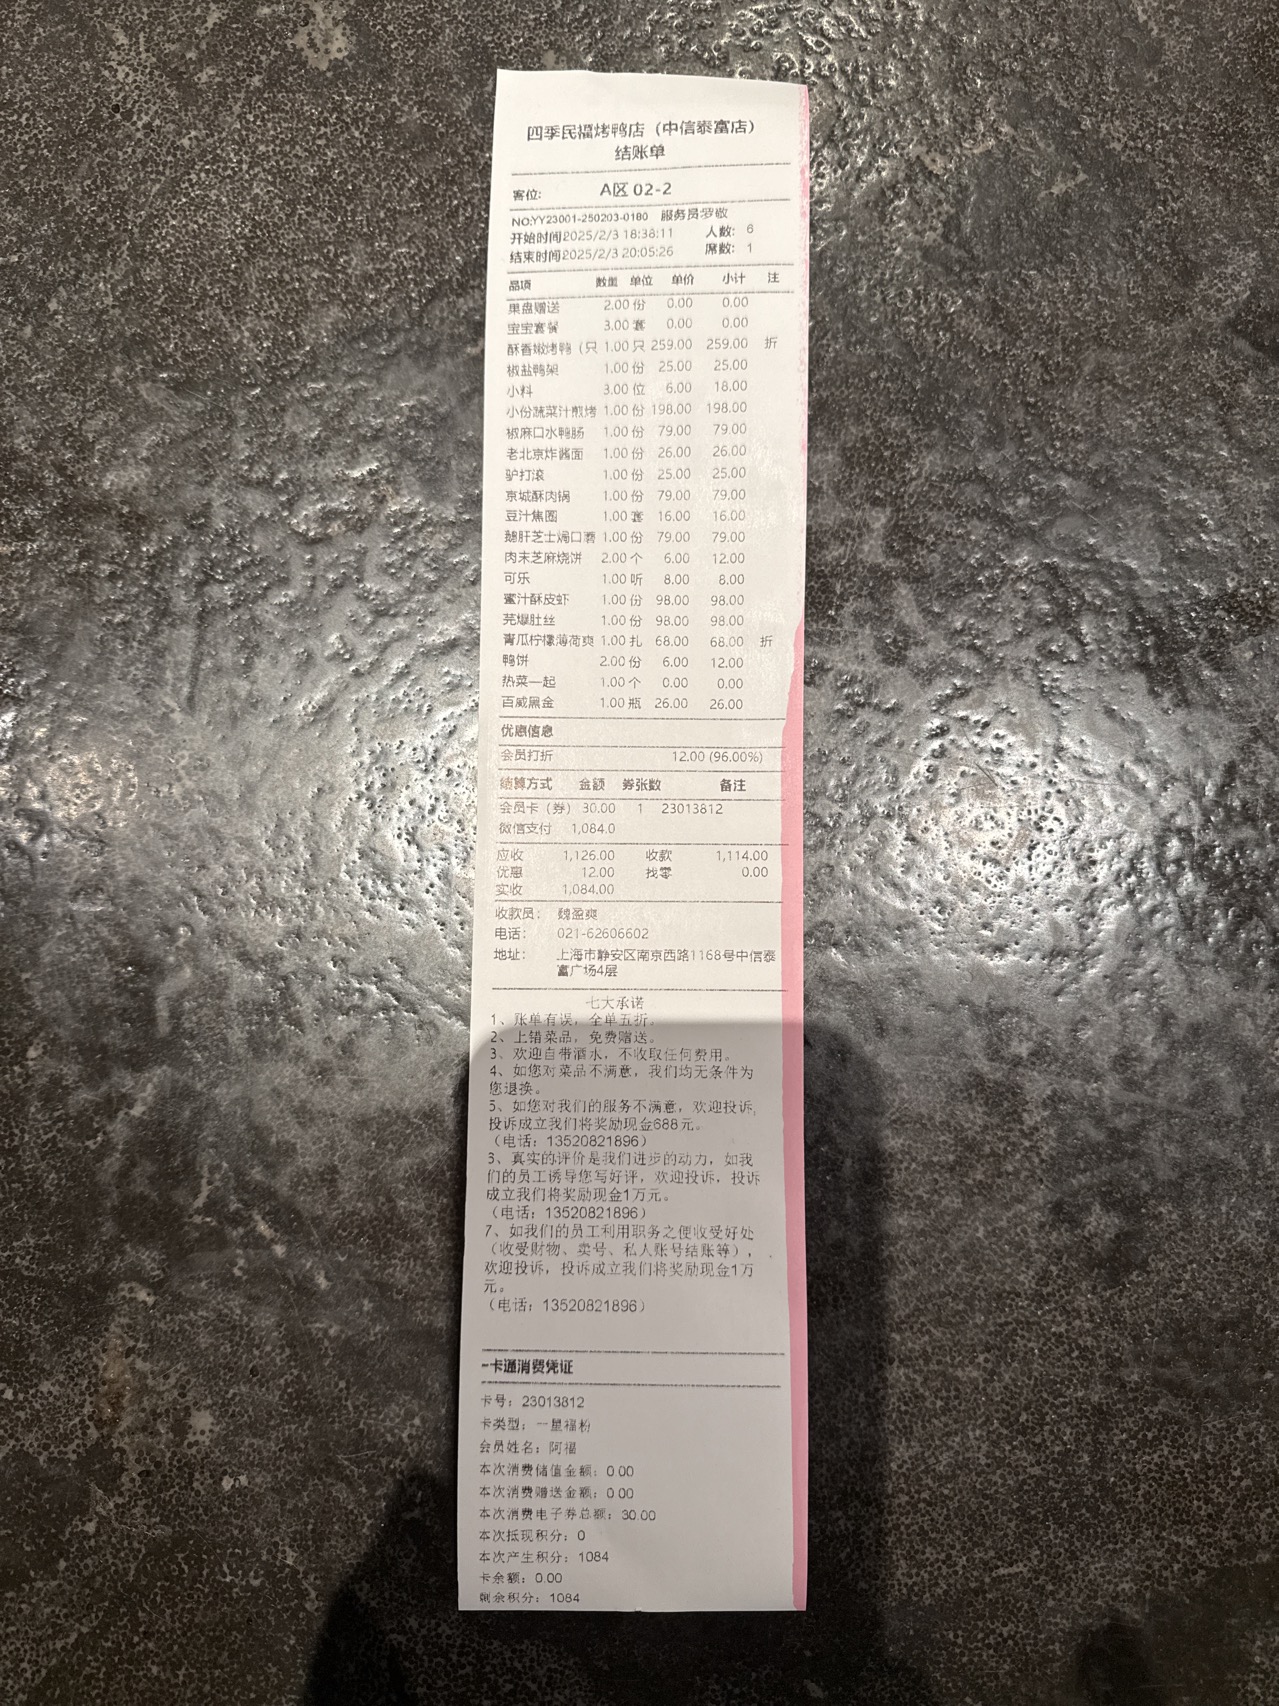 四季民福烤鸭店（中信泰富店）
结账单
客位： A区 02-2
NO:YY23001-250203-0180 服务员:罗敬
开始时间2025/2/3 18:38:11 人数： 6
结束时间2025/2/3 20:05:26 席数： 1
品项 数量 单位 单价 小计 注
果盘赠送 2.00 份 0.00 0.00
宝宝套餐 3.00 套 0.00 0.00
酥香嫩烤鸭（只 1.00 只 259.00 259.00 折
椒盐鸭架 1.00 份 25.00 25.00
小料 3.00 位 6.00 18.00
小份蔬菜汁煎烤 1.00 份 198.00 198.00
椒麻口水鸭肠 1.00 份 79.00 79.00
老北京炸酱面 1.00 份 26.00 26.00
驴打滚 1.00 份 25.00 25.00
京城酥肉锅 1.00 份 79.00 79.00
豆汁焦圈 1.00 套 16.00 16.00
鹅肝芝士焗口蘑 1.00 份 79.00 79.00
肉末芝麻烧饼 2.00 个 6.00 12.00
可乐 1.00 听 8.00 8.00
蜜汁酥皮虾 1.00 份 98.00 98.00
芫爆肚丝 1.00 份 98.00 98.00
青瓜柠檬薄荷爽 1.00 扎 68.00 68.00 折
鸭饼 2.00 份 6.00 12.00
热菜一起 1.00 个 0.00 0.00
百威黑金 1.00 瓶 26.00 26.00
优惠信息
会员打折 12.00 (96.00%)
结算方式 金额 券张数 备注
会员卡（券） 30.00 1 23013812
微信支付 1,084.0
应收 1,126.00 收款 1,114.00
优惠 12.00 找零 0.00
实收 1,084.00
收款员： 魏盈爽
电话： 021-62606602
地址： 上海市静安区南京西路1168号中信泰
富广场4层
七大承诺
1、账单有误，全单五折。
2、上错菜品，免费赠送。
3、欢迎自带酒水，不收取任何费用。
4、如您对菜品不满意，我们均无条件为
您退换。
5、如您对我们的服务不满意，欢迎投诉，
投诉成立我们将奖励现金688元。
（电话：13520821896）
3、真实的评价是我们进步的动力，如我
们的员工诱导您写好评，欢迎投诉，投诉
成立我们将奖励现金1万元。
（电话：13520821896）
7、如我们的员工利用职务之便收受好处
（收受财物、卖号、私人账号结账等），
欢迎投诉，投诉成立我们将奖励现金1万
元。
（电话：13520821896）
一卡通消费凭证
卡号：23013812
卡类型：一星福粉
会员姓名：阿福
本次消费储值金额：0.00
本次消费赠送金额：0.00
本次消费电子券总额：30.00
本次抵现积分：0
本次产生积分：1084
卡余额：0.00
剩余积分：1084